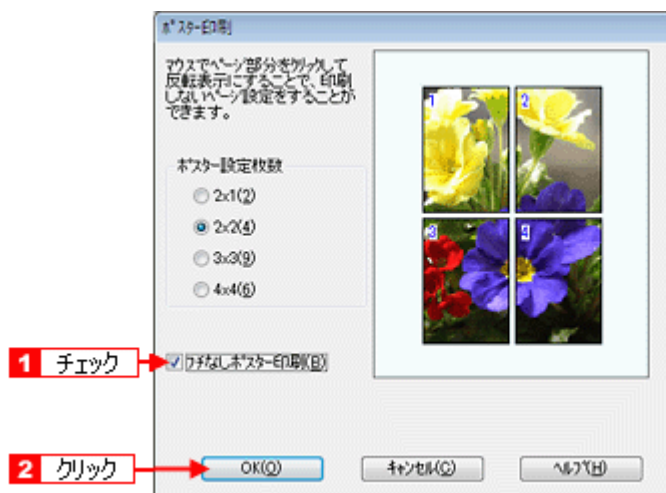 ポスター印刷
マウスでページ部分をクリックして
反転表示にすることで、印刷
しないページ設定をすることが
できます。
ポスター設定枚数
2x1(2)
2x2(4)
3x3(9)
4x4(6)
1 2
3 4
1 チェック
フチなしポスター印刷(B)
2 クリック
OK(O) キャンセル(C) ヘルプ(H)